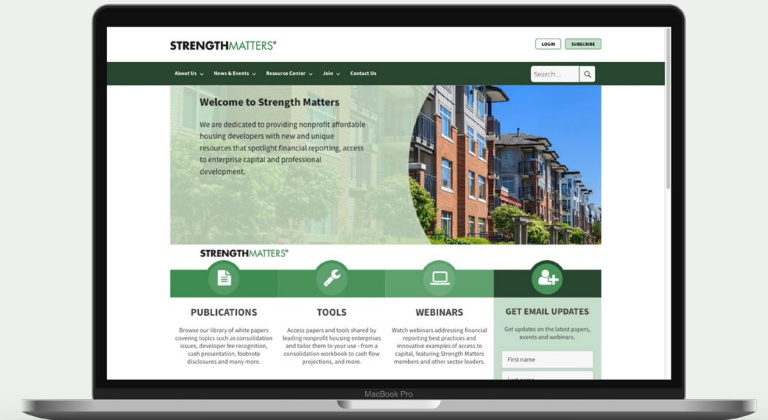 STRENGTHMATTERS®
LOGIN
SUBSCRIBE
About Us
News & Events
Resource Center
Join
Contact Us
Search...
Welcome to Strength Matters
We are dedicated to providing nonprofit affordable
housing developers with new and unique
resources that spotlight financial reporting, access
to enterprise capital and professional
development.
STRENGTHMATTERS®
PUBLICATIONS
Browse our library of white papers
covering topics such as consolidation
issues, developer fee recognition,
cash presentation, footnote
disclosures and many more.
TOOLS
Access papers and tools shared by
leading nonprofit housing enterprises
and tailor them to your use - from a
consolidation workbook to cash flow
projections, and more.
WEBINARS
Watch webinars addressing financial
reporting best practices and
innovative examples of access to
capital, featuring Strength Matters
members and other sector leaders.
GET EMAIL UPDATES
Get updates on the latest papers,
events and webinars.
First name
MacBook Pro